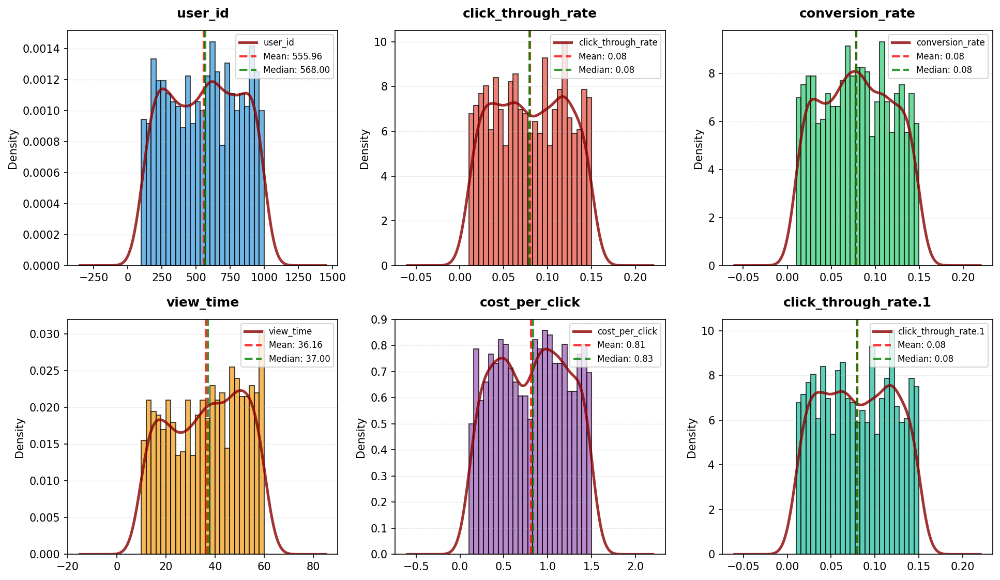 user_id
Density
0.0014
0.0012
0.0010
0.0008
0.0006
0.0004
0.0002
0.0000
−250 0 250 500 750 1000 1250 1500
user_id
Mean: 555.96
Median: 568.00
click_through_rate
Density
10
8
6
4
2
0
−0.05 0.00 0.05 0.10 0.15 0.20
click_through_rate
Mean: 0.08
Median: 0.08
conversion_rate
Density
8
6
4
2
0
−0.05 0.00 0.05 0.10 0.15 0.20
conversion_rate
Mean: 0.08
Median: 0.08
view_time
Density
0.030
0.025
0.020
0.015
0.010
0.005
0.000
−20 0 20 40 60 80
view_time
Mean: 36.16
Median: 37.00
cost_per_click
Density
0.9
0.8
0.7
0.6
0.5
0.4
0.3
0.2
0.1
0.0
−0.5 0.0 0.5 1.0 1.5 2.0
cost_per_click
Mean: 0.81
Median: 0.83
click_through_rate.1
Density
10
8
6
4
2
0
−0.05 0.00 0.05 0.10 0.15 0.20
click_through_rate.1
Mean: 0.08
Median: 0.08